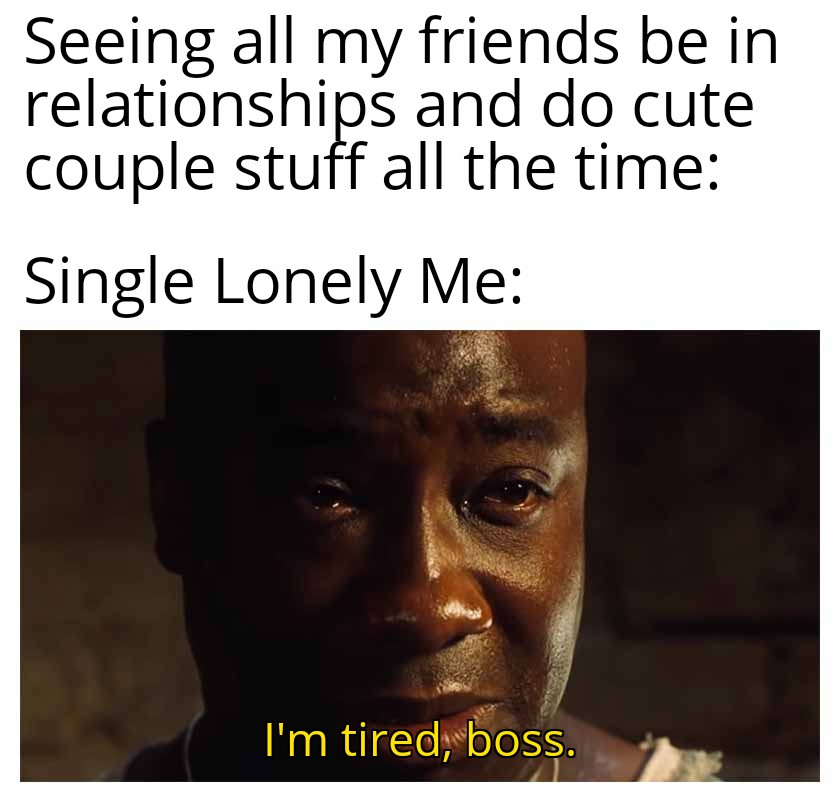 Seeing all my friends be in
relationships and do cute
couple stuff all the time:
Single Lonely Me:
I'm tired, boss.